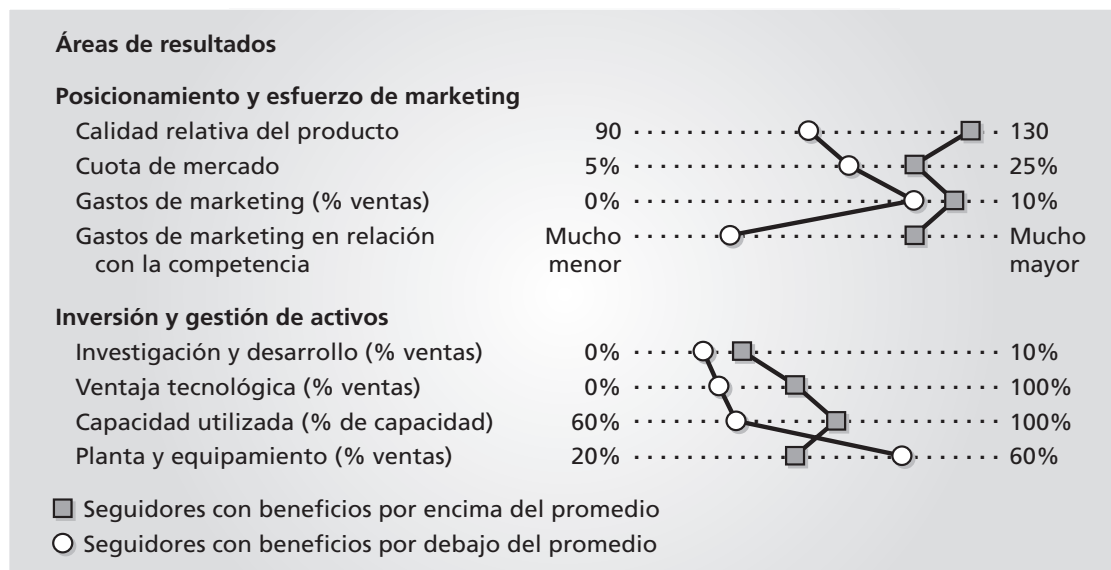 Áreas de resultados
Posicionamiento y esfuerzo de marketing
Calidad relativa del producto 90 130
Cuota de mercado 5% 25%
Gastos de marketing (% ventas) 0% 10%
Gastos de marketing en relación Mucho Mucho
con la competencia menor mayor
Inversión y gestión de activos
Investigación y desarrollo (% ventas) 0% 10%
Ventaja tecnológica (% ventas) 0% 100%
Capacidad utilizada (% de capacidad) 60% 100%
Planta y equipamiento (% ventas) 20% 60%
Seguidores con beneficios por encima del promedio
Seguidores con beneficios por debajo del promedio